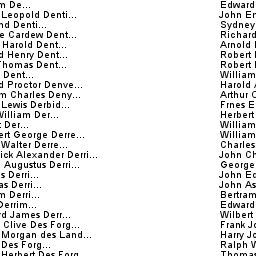 m De... Edward
Leopold Denti... John Er
nd Denti... Sydney
e Cardew Dent... Richard
Harold Dent... Arnold
d Henry Dent... Robert
Thomas Dent... Robert
Dent... William
d Proctor Denve... Harold
m Charles Deny... Arthur C
Lewis Derbid... Frnes E
William Der... Herbert
t Der... William
ert George Derre... William
Walter Derre... Charles
ick Alexander Derri... John Ch
Augustus Derri... George
s Derri... John Ed
as Derri... John As
m Derri... Bertram
Derrim... Edward
rd James Derr... Wilbert
Clive Des Forg... Frank Jo
Morgan des Land... Harry Jo
Des Forg... Ralph W
Herbert Des Forg Thomas